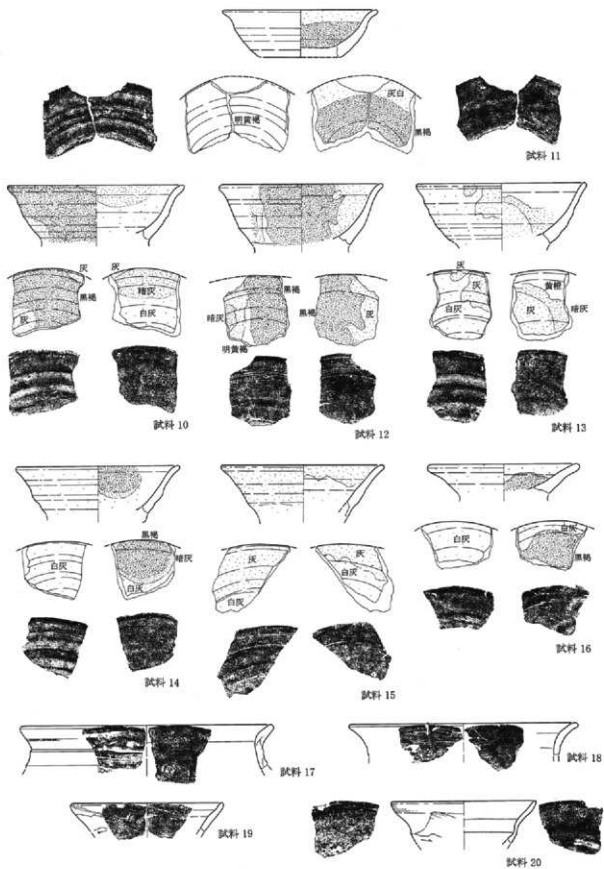 灰白
明黄褐
黒褐
試料 11
灰
灰
黒褐
暗灰
灰
白灰
試料 10
黒褐
暗灰
黒褐
灰
明黄褐
試料 12
灰
灰
黄橙
白灰
灰
暗灰
試料 13
黒褐
白灰
暗灰
白灰
試料 14
灰
灰
白灰
白灰
試料 15
白灰
白灰
黒褐
試料 16
試料 17
試料 18
試料 19
試料 20